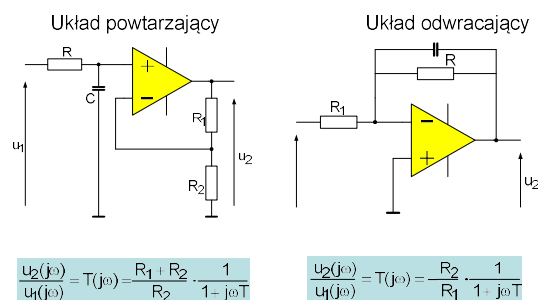 Układ powtarzający
R
C
+
−
R₁
R₂
u₁
u₂
u₂(jω)/u₁(jω) = T(jω) = (R₁ + R₂)/R₂ · 1/(1 + jωT)
Układ odwracający
R
R₁
−
+
u₂
u₂(jω)/u₁(jω) = T(jω) = R₂/R₁ · 1/(1 + jωT)